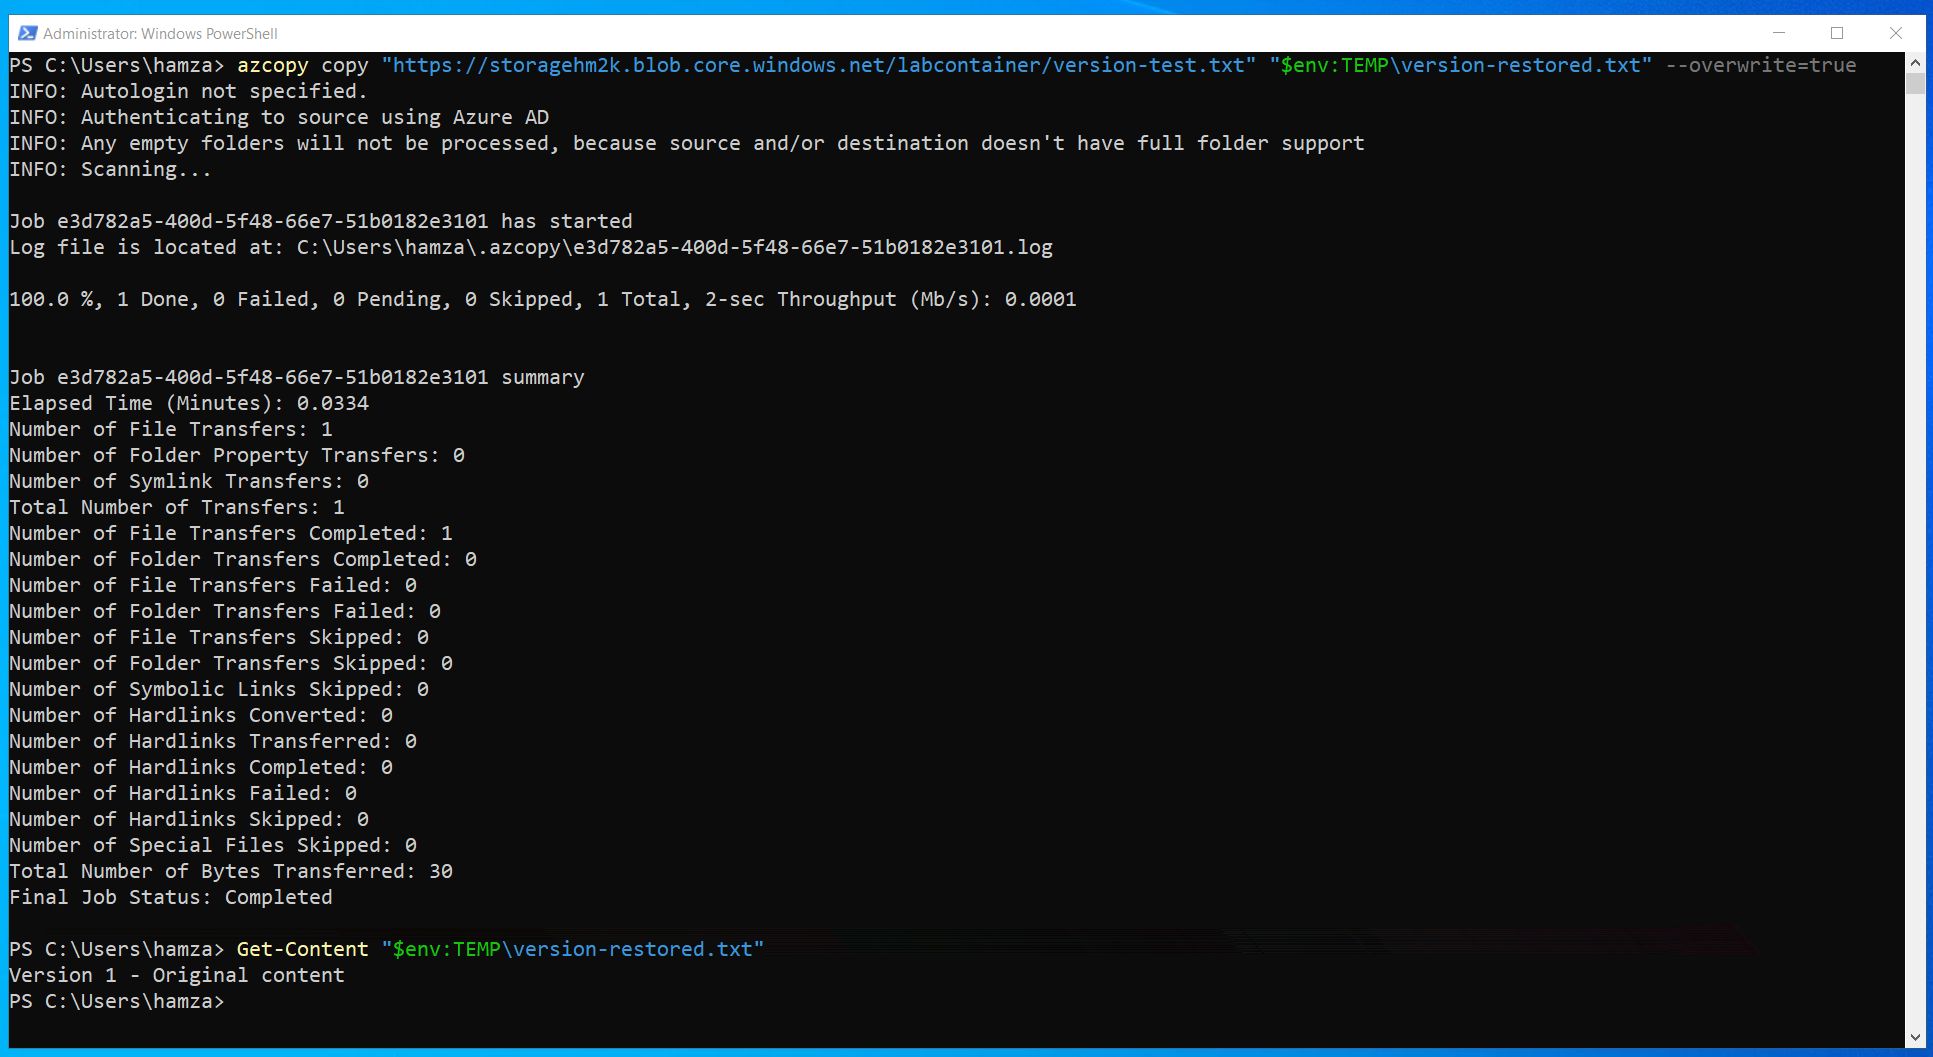 Administrator: Windows PowerShell
PS C:\Users\hamza> azcopy copy "https://storagehm2k.blob.core.windows.net/labcontainer/version-test.txt" "$env:TEMP\version-restored.txt" --overwrite=true
INFO: Autologin not specified.
INFO: Authenticating to source using Azure AD
INFO: Any empty folders will not be processed, because source and/or destination doesn't have full folder support
INFO: Scanning...
Job e3d782a5-400d-5f48-66e7-51b0182e3101 has started
Log file is located at: C:\Users\hamza\.azcopy\e3d782a5-400d-5f48-66e7-51b0182e3101.log
100.0 %, 1 Done, 0 Failed, 0 Pending, 0 Skipped, 1 Total, 2-sec Throughput (Mb/s): 0.0001
Job e3d782a5-400d-5f48-66e7-51b0182e3101 summary
Elapsed Time (Minutes): 0.0334
Number of File Transfers: 1
Number of Folder Property Transfers: 0
Number of Symlink Transfers: 0
Total Number of Transfers: 1
Number of File Transfers Completed: 1
Number of Folder Transfers Completed: 0
Number of File Transfers Failed: 0
Number of Folder Transfers Failed: 0
Number of File Transfers Skipped: 0
Number of Folder Transfers Skipped: 0
Number of Symbolic Links Skipped: 0
Number of Hardlinks Converted: 0
Number of Hardlinks Transferred: 0
Number of Hardlinks Completed: 0
Number of Hardlinks Failed: 0
Number of Hardlinks Skipped: 0
Number of Special Files Skipped: 0
Total Number of Bytes Transferred: 30
Final Job Status: Completed
PS C:\Users\hamza> Get-Content "$env:TEMP\version-restored.txt"
Version 1 - Original content
PS C:\Users\hamza>